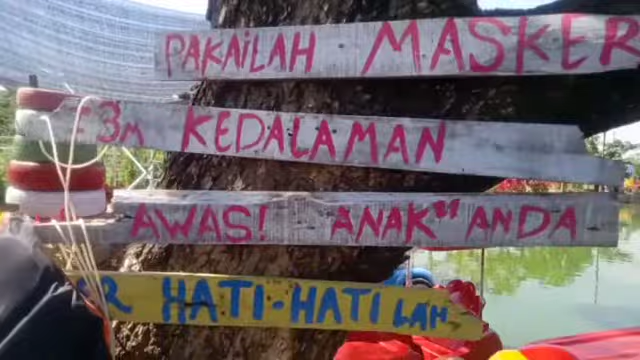 PAKAILAH MASKER
± 3M KEDALAMAN
AWAS! ANAK" ANDA
HATI-HATI LAH